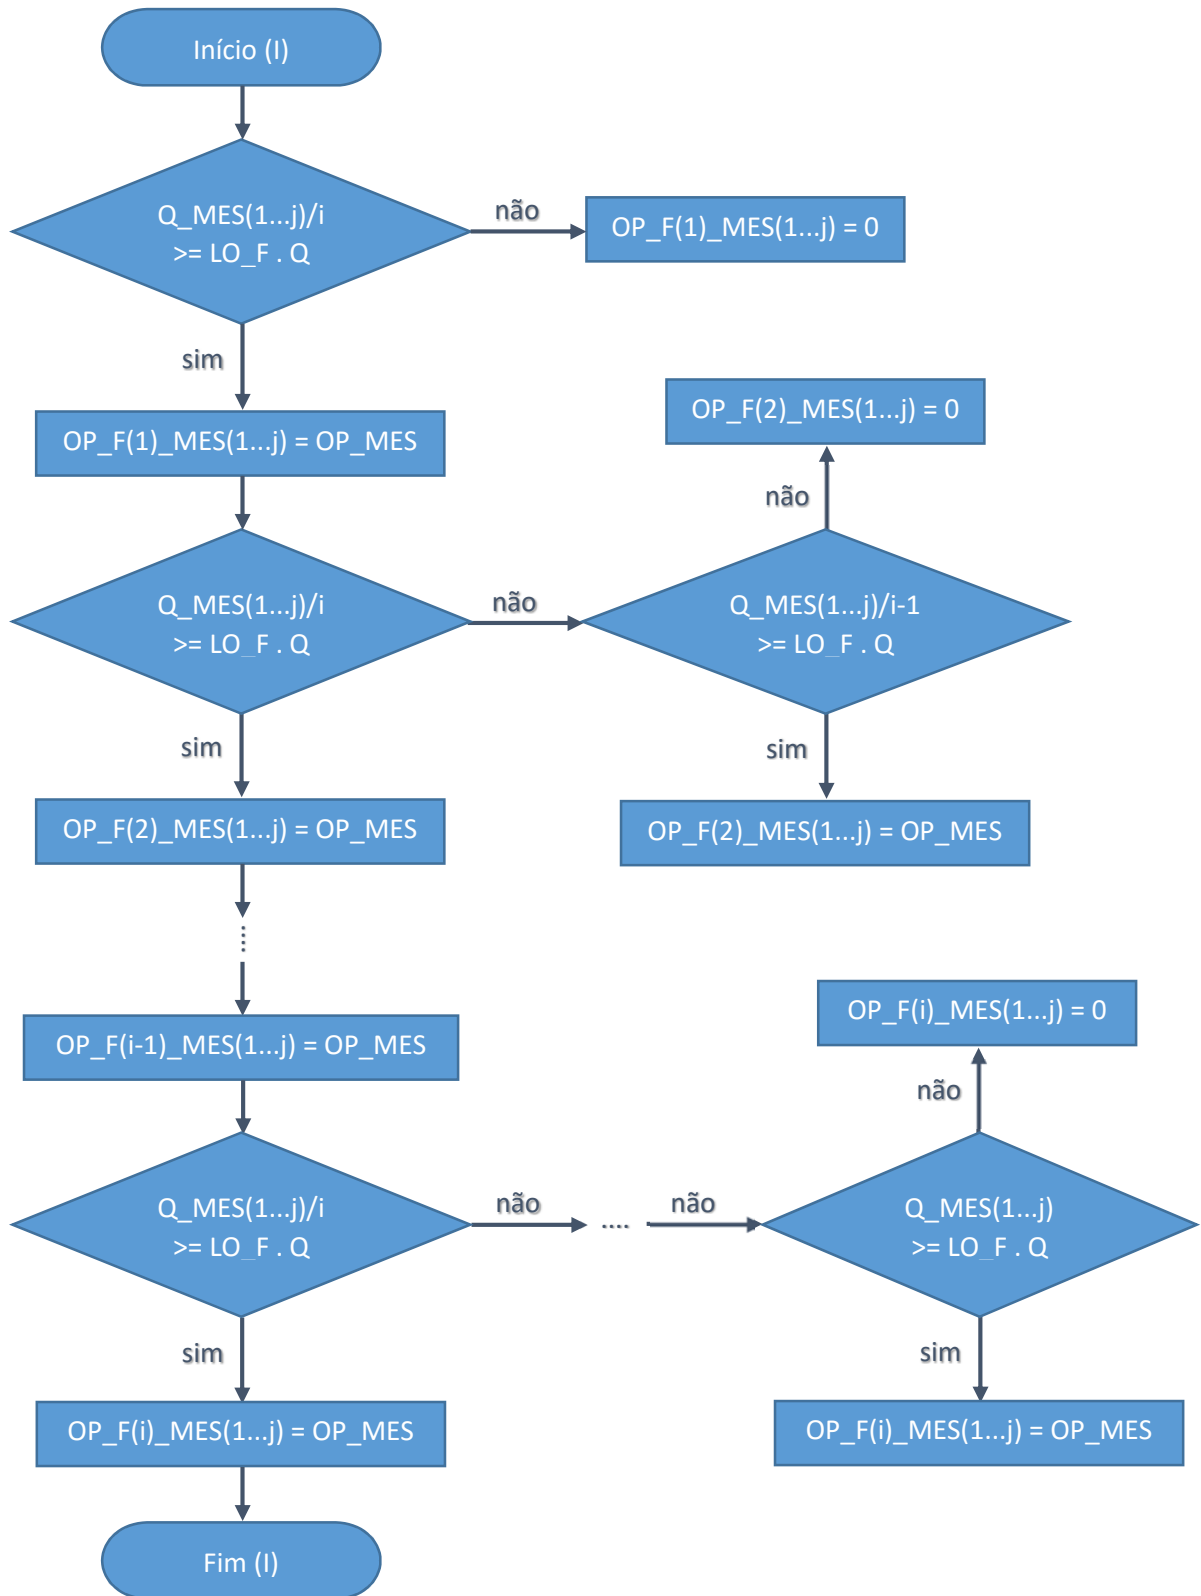 Início (I)
Q_MES(1...j)/i
>= LO_F . Q
não
OP_F(1)_MES(1...j) = 0
sim
OP_F(1)_MES(1...j) = OP_MES
OP_F(2)_MES(1...j) = 0
não
Q_MES(1...j)/i
>= LO_F . Q
não
Q_MES(1...j)/i-1
>= LO_F . Q
sim
sim
OP_F(2)_MES(1...j) = OP_MES
OP_F(2)_MES(1...j) = OP_MES
....
OP_F(i-1)_MES(1...j) = OP_MES
OP_F(i)_MES(1...j) = 0
não
Q_MES(1...j)/i
>= LO_F . Q
não
....
não
Q_MES(1...j)
>= LO_F . Q
sim
sim
OP_F(i)_MES(1...j) = OP_MES
OP_F(i)_MES(1...j) = OP_MES
Fim (I)